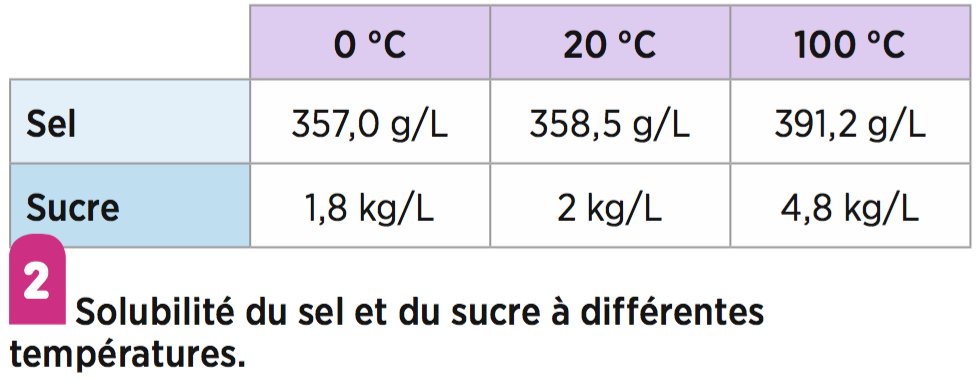 0 °C 20 °C 100 °C
Sel 357,0 g/L 358,5 g/L 391,2 g/L
Sucre 1,8 kg/L 2 kg/L 4,8 kg/L
2 Solubilité du sel et du sucre à différentes
températures.